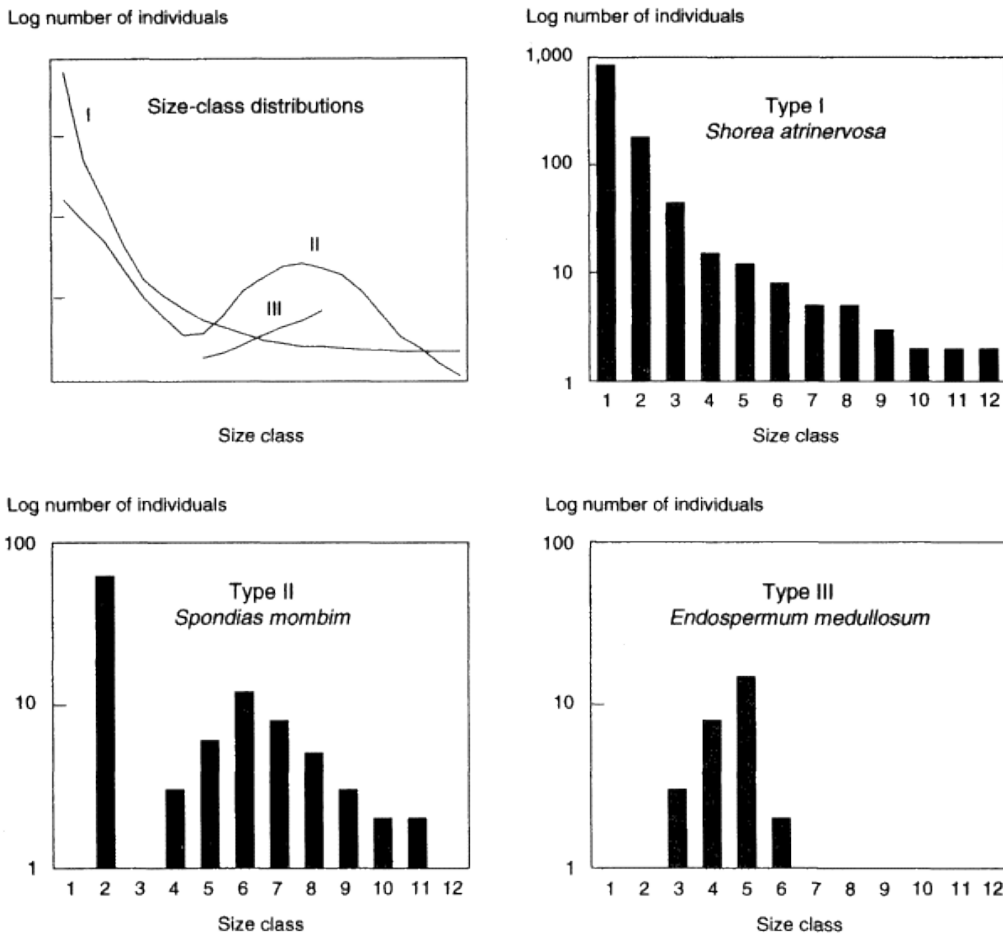 Log number of individuals
Size-class distributions
I
II
III
Size class
Log number of individuals
1,000
100
10
1
Type I
Shorea atrinervosa
1 2 3 4 5 6 7 8 9 10 11 12
Size class
Log number of individuals
100
10
1
Type II
Spondias mombim
1 2 3 4 5 6 7 8 9 10 11 12
Size class
Log number of individuals
100
10
1
Type III
Endospermum medullosum
1 2 3 4 5 6 7 8 9 10 11 12
Size class